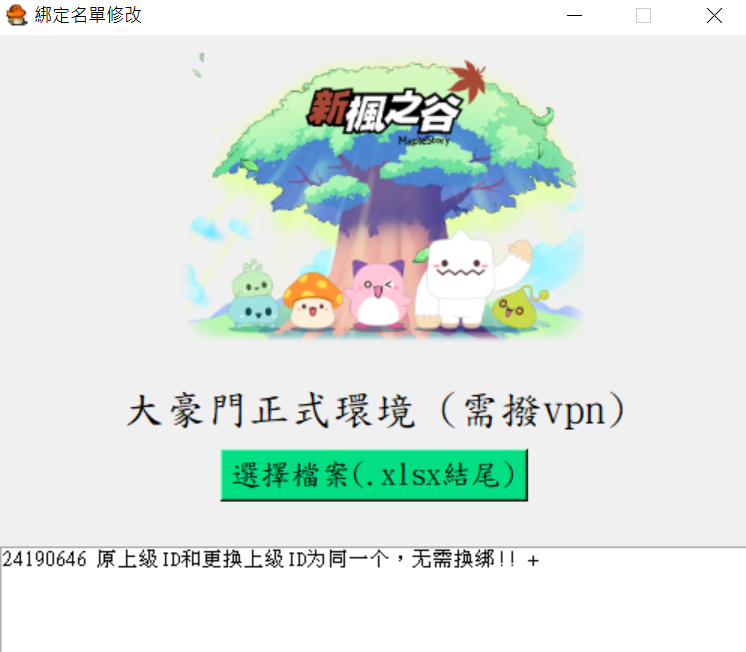 綁定名單修改
新楓之谷
MapleStory
大豪門正式環境 (需撥vpn)
選擇檔案(.xlsx結尾)
24190646 原上級ID和更换上級ID为同一个，无需换绑!! +